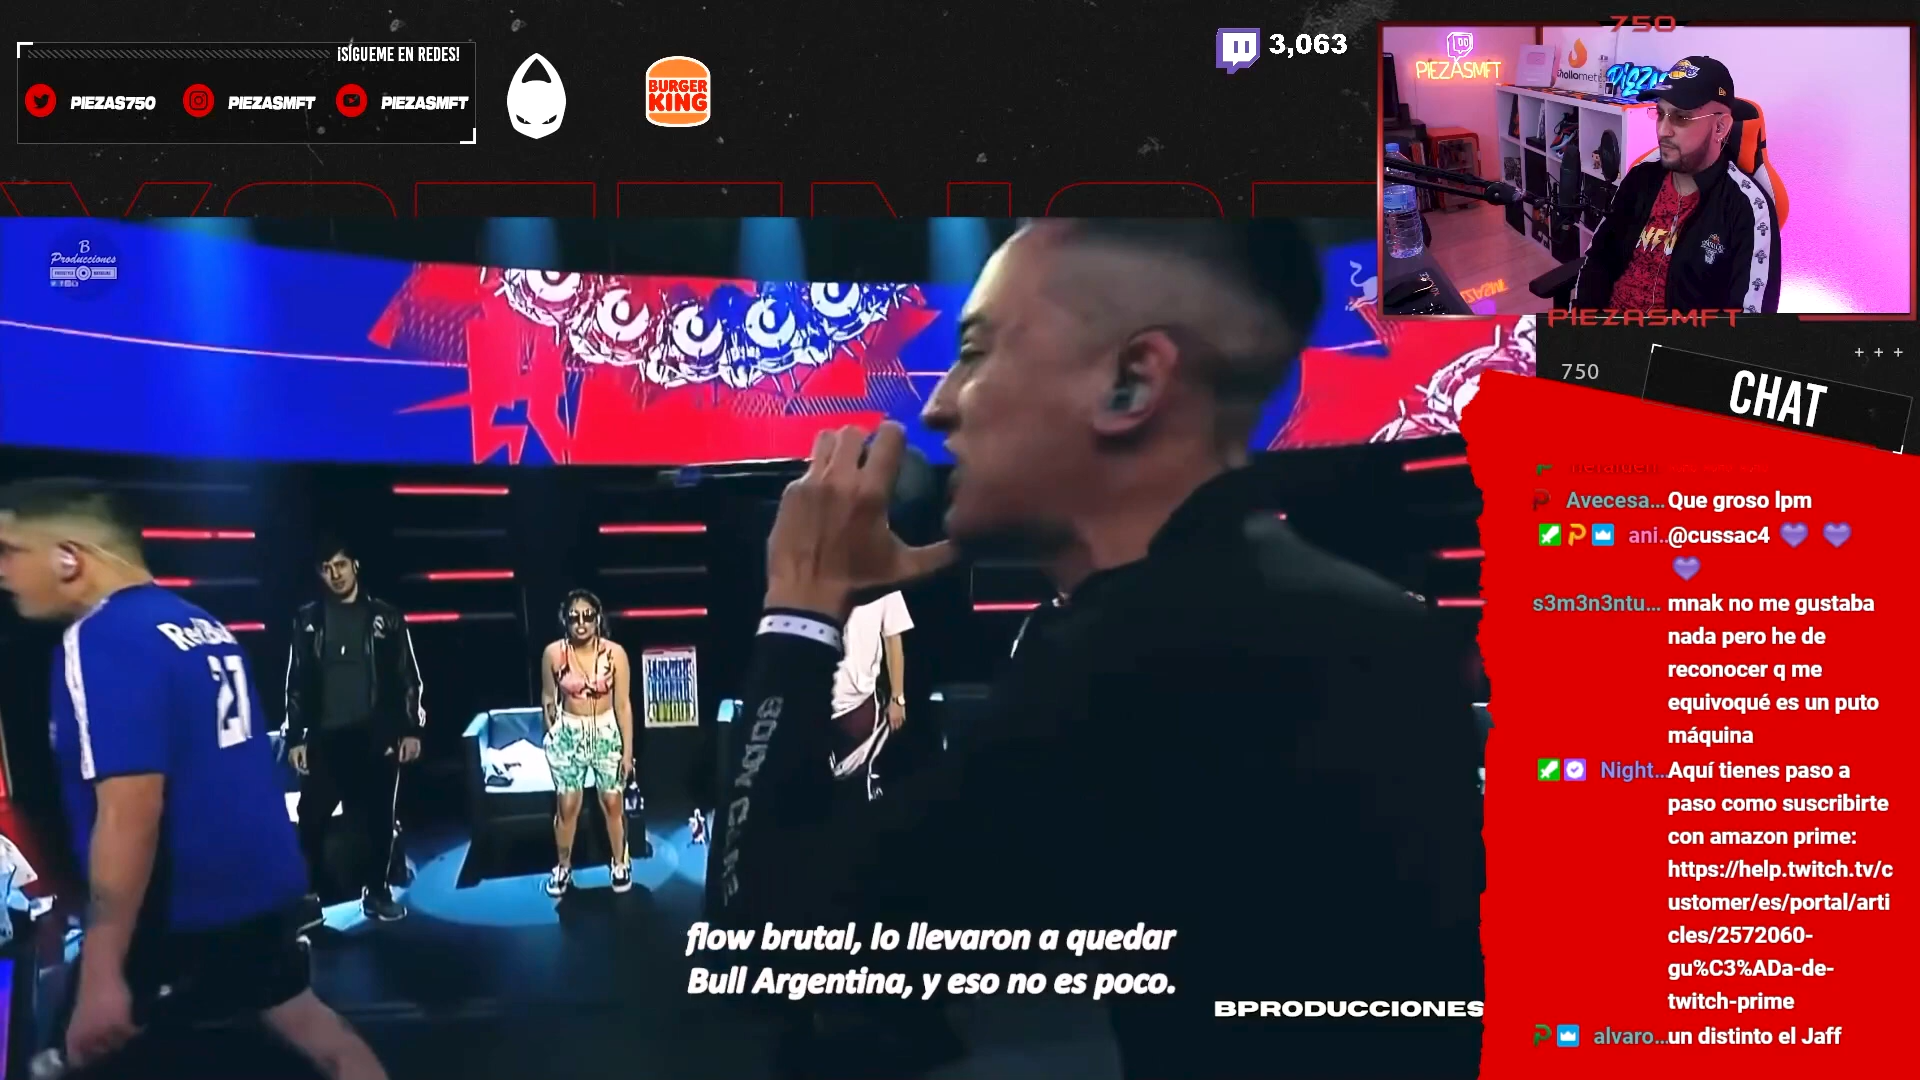 ¡SÍGUEME EN REDES!
PIEZAS750
PIEZASMFT
PIEZASMFT
BURGER
KING
3,063
750
PIEZASMFT
B
Producciones
PIEZASMFT
750
CHAT
Avecesa... Que groso lpm
ani.. @cussac4
s3m3n3ntu... mnak no me gustaba
nada pero he de
reconocer q me
equivoqué es un puto
máquina
Night... Aquí tienes paso a
paso como suscribirte
con amazon prime:
https://help.twitch.tv/c
ustomer/es/portal/arti
cles/2572060-
gu%C3%ADa-de-
twitch-prime
alvaro... un distinto el Jaff
21
flow brutal, lo llevaron a quedar
Bull Argentina, y eso no es poco.
BPRODUCCIONES